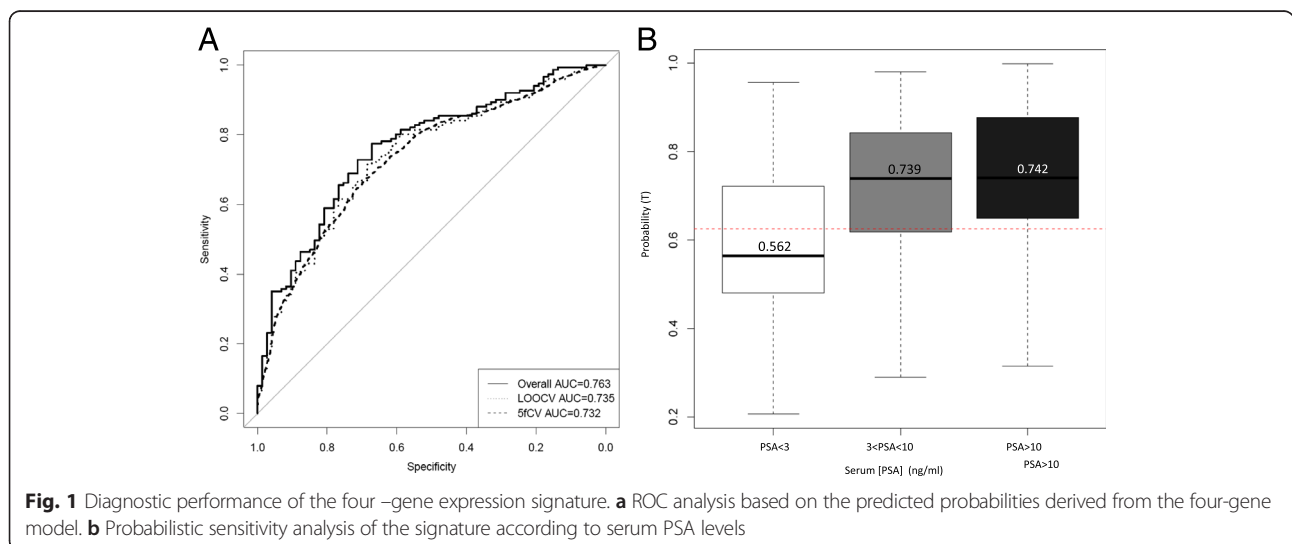 A
Sensitivity
1.0
0.8
0.6
0.4
0.2
0.0
Overall AUC=0.763
LOOCV AUC=0.735
5fCV AUC=0.732
1.0 0.8 0.6 0.4 0.2 0.0
Specificity
B
Probability (T)
1.0
0.8
0.6
0.4
0.2
0.562
0.739
0.742
PSA<3 3<PSA<10 PSA>10
PSA>10
Serum [PSA] (ng/ml)
Fig. 1 Diagnostic performance of the four –gene expression signature. a ROC analysis based on the predicted probabilities derived from the four-gene
model. b Probabilistic sensitivity analysis of the signature according to serum PSA levels